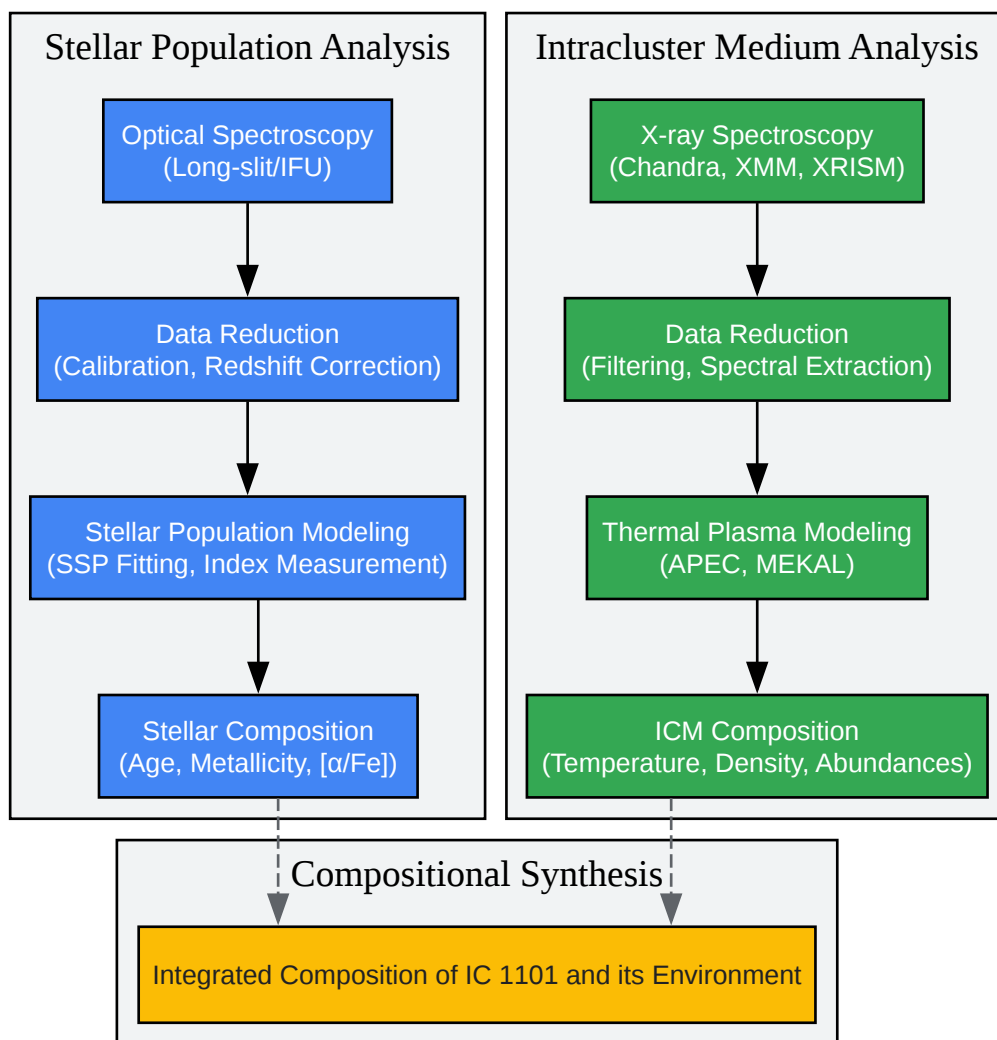 Stellar Population Analysis
Optical Spectroscopy
(Long-slit/IFU)
Data Reduction
(Calibration, Redshift Correction)
Stellar Population Modeling
(SSP Fitting, Index Measurement)
Stellar Composition
(Age, Metallicity, [α/Fe])
Intracluster Medium Analysis
X-ray Spectroscopy
(Chandra, XMM, XRISM)
Data Reduction
(Filtering, Spectral Extraction)
Thermal Plasma Modeling
(APEC, MEKAL)
ICM Composition
(Temperature, Density, Abundances)
Compositional Synthesis
Integrated Composition of IC 1101 and its Environment